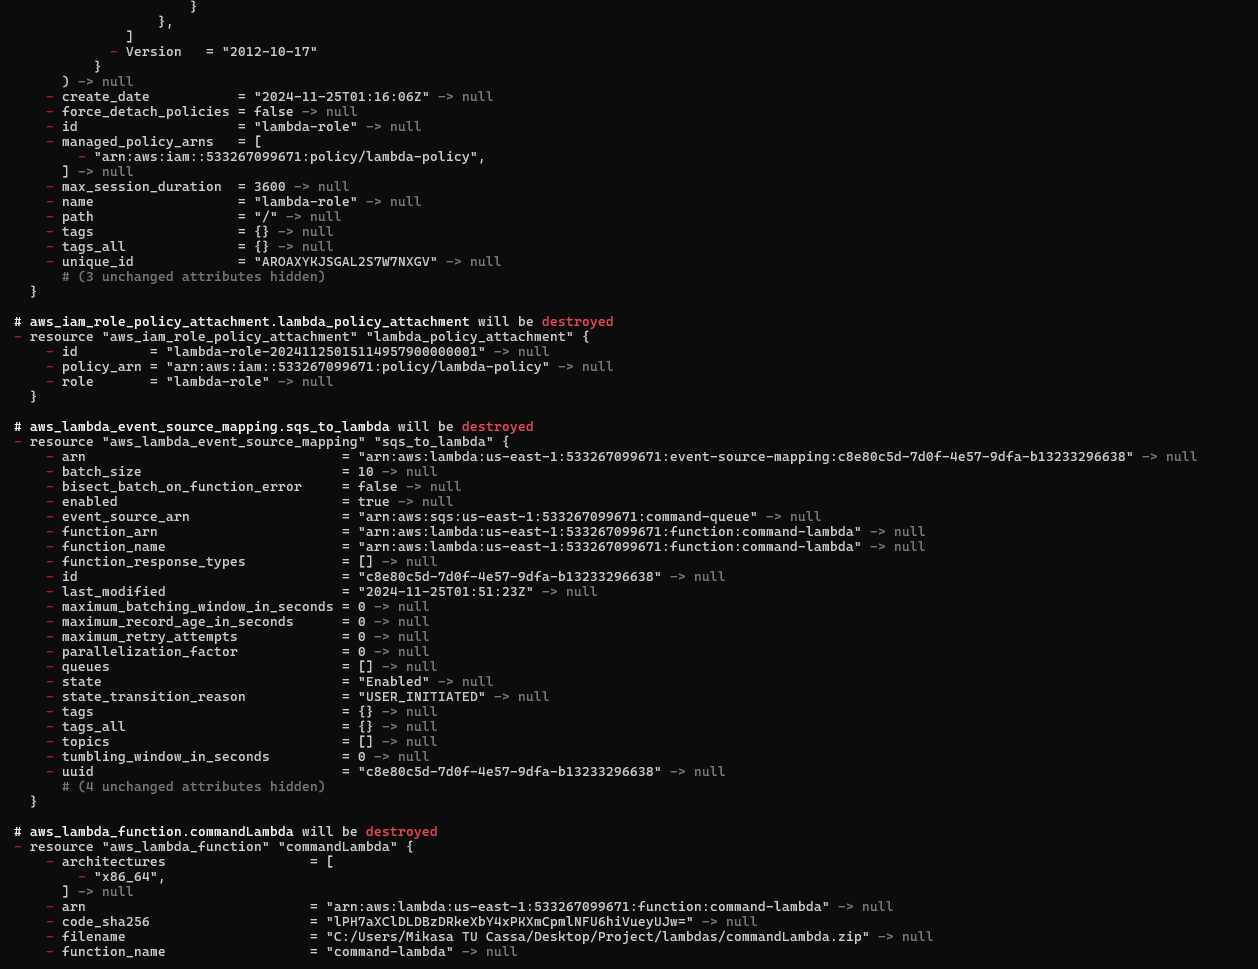 }
},
]
- Version   = "2012-10-17"
}
) -> null
- create_date           = "2024-11-25T01:16:06Z" -> null
- force_detach_policies = false -> null
- id                    = "lambda-role" -> null
- managed_policy_arns   = [
- "arn:aws:iam::533267099671:policy/lambda-policy",
] -> null
- max_session_duration  = 3600 -> null
- name                  = "lambda-role" -> null
- path                  = "/" -> null
- tags                  = {} -> null
- tags_all              = {} -> null
- unique_id             = "AROAXYKJSGAL2S7W7NXGV" -> null
# (3 unchanged attributes hidden)
}
# aws_iam_role_policy_attachment.lambda_policy_attachment will be destroyed
- resource "aws_iam_role_policy_attachment" "lambda_policy_attachment" {
- id         = "lambda-role-20241125015114957900000001" -> null
- policy_arn = "arn:aws:iam::533267099671:policy/lambda-policy" -> null
- role       = "lambda-role" -> null
}
# aws_lambda_event_source_mapping.sqs_to_lambda will be destroyed
- resource "aws_lambda_event_source_mapping" "sqs_to_lambda" {
- arn                                = "arn:aws:lambda:us-east-1:533267099671:event-source-mapping:c8e80c5d-7d0f-4e57-9dfa-b13233296638" -> null
- batch_size                         = 10 -> null
- bisect_batch_on_function_error     = false -> null
- enabled                            = true -> null
- event_source_arn                   = "arn:aws:sqs:us-east-1:533267099671:command-queue" -> null
- function_arn                       = "arn:aws:lambda:us-east-1:533267099671:function:command-lambda" -> null
- function_name                      = "arn:aws:lambda:us-east-1:533267099671:function:command-lambda" -> null
- function_response_types            = [] -> null
- id                                 = "c8e80c5d-7d0f-4e57-9dfa-b13233296638" -> null
- last_modified                      = "2024-11-25T01:51:23Z" -> null
- maximum_batching_window_in_seconds = 0 -> null
- maximum_record_age_in_seconds      = 0 -> null
- maximum_retry_attempts             = 0 -> null
- parallelization_factor             = 0 -> null
- queues                             = [] -> null
- state                              = "Enabled" -> null
- state_transition_reason            = "USER_INITIATED" -> null
- tags                               = {} -> null
- tags_all                           = {} -> null
- topics                             = [] -> null
- tumbling_window_in_seconds         = 0 -> null
- uuid                               = "c8e80c5d-7d0f-4e57-9dfa-b13233296638" -> null
# (4 unchanged attributes hidden)
}
# aws_lambda_function.commandLambda will be destroyed
- resource "aws_lambda_function" "commandLambda" {
- architectures                  = [
- "x86_64",
] -> null
- arn                            = "arn:aws:lambda:us-east-1:533267099671:function:command-lambda" -> null
- code_sha256                    = "lPH7aXClDLDBzDRkeXbY4xPKXmCpmlNFU6hiVueyUJw=" -> null
- filename                       = "C:/Users/Mikasa TU Cassa/Desktop/Project/lambdas/commandLambda.zip" -> null
- function_name                  = "command-lambda" -> null